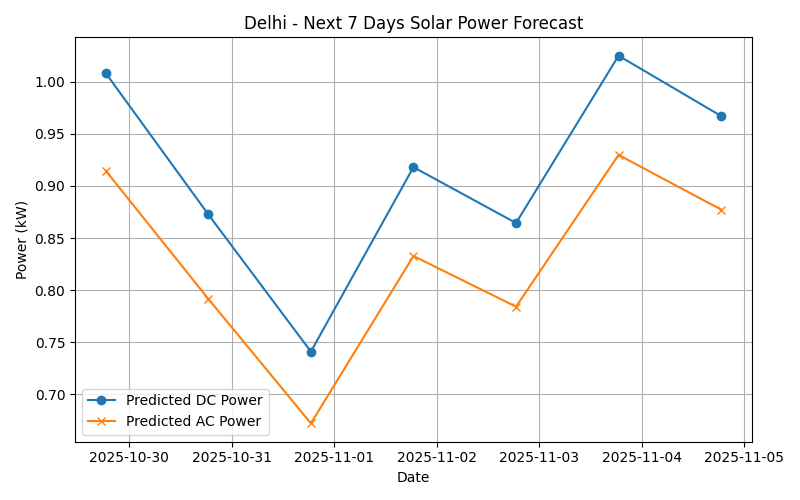 Delhi - Next 7 Days Solar Power Forecast
Power (kW)
1.00
0.95
0.90
0.85
0.80
0.75
0.70
Predicted DC Power
Predicted AC Power
2025-10-30
2025-10-31
2025-11-01
2025-11-02
2025-11-03
2025-11-04
2025-11-05
Date